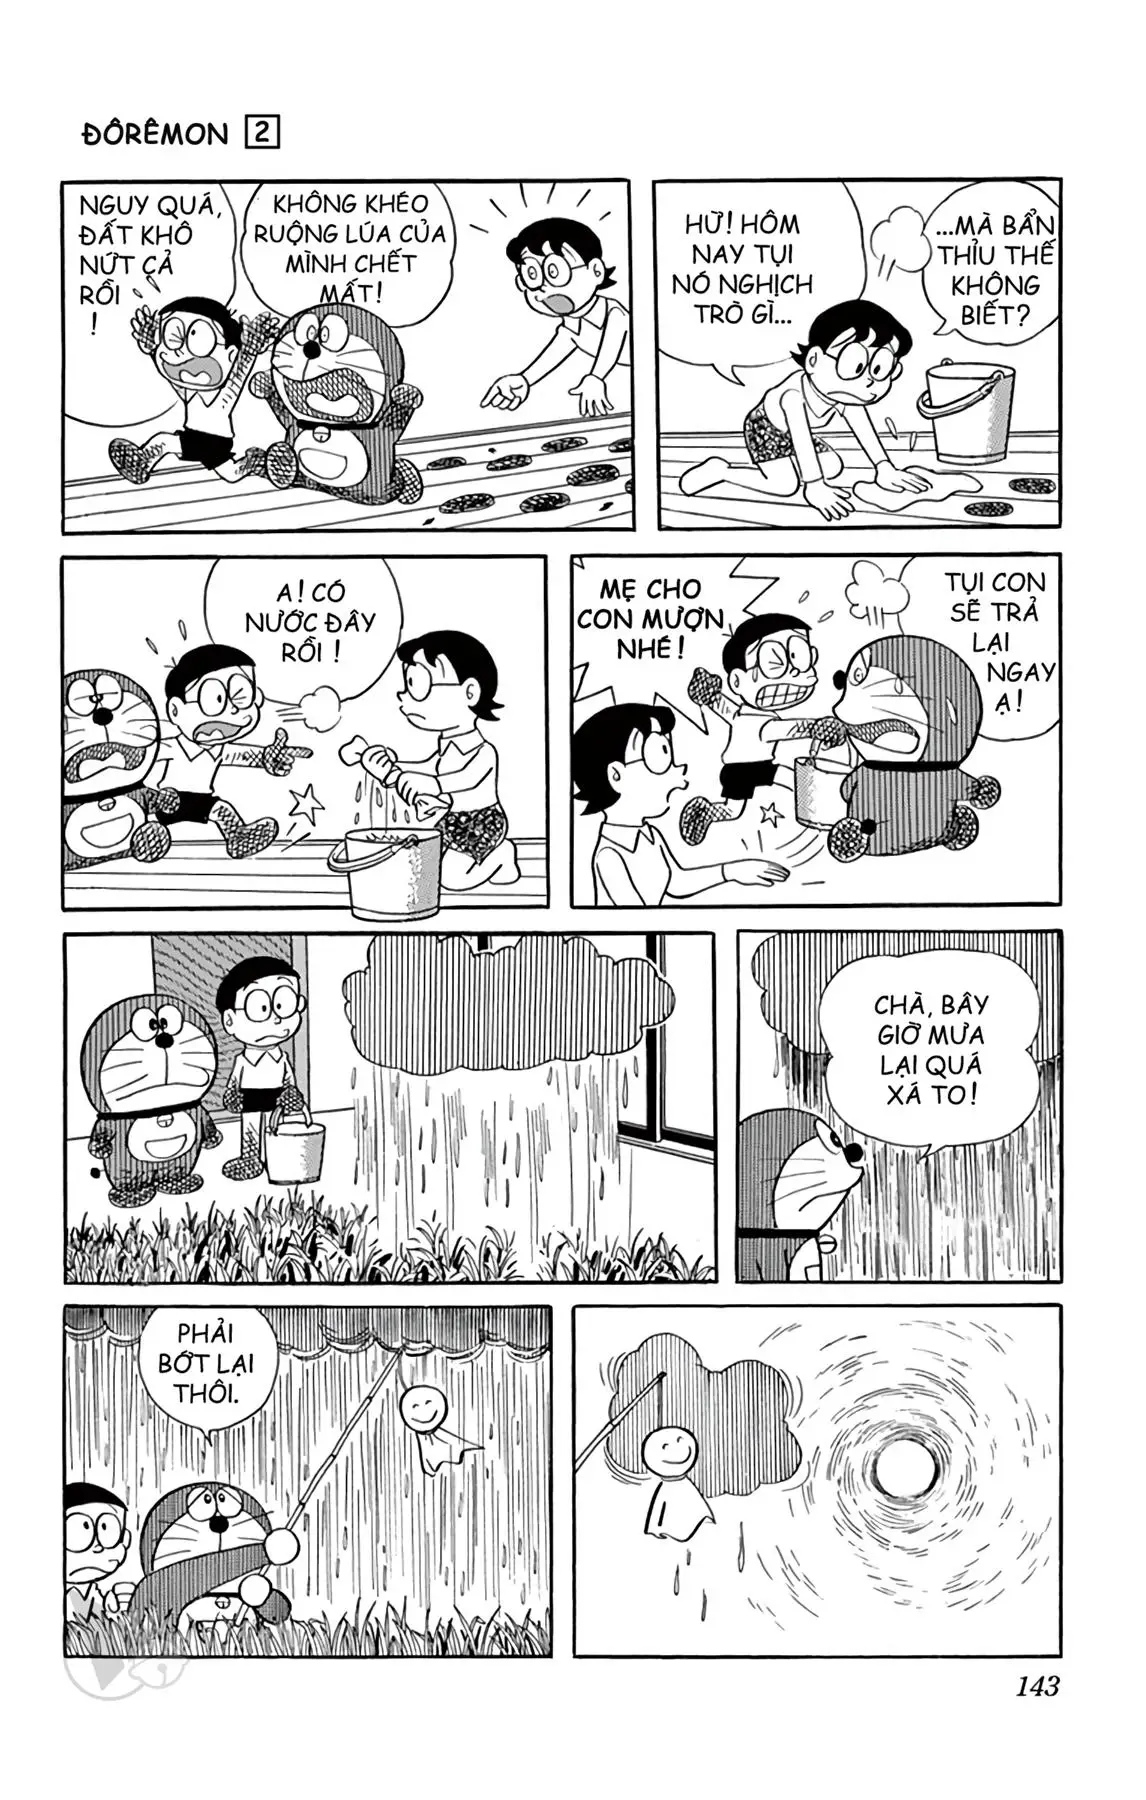 ĐÔRÊMON 2
NGUY QUÁ,
ĐẤT KHÔ
NỨT CẢ
RỒI
!
KHÔNG KHÉO
RUỘNG LÚA CỦA
MÌNH CHẾT
MẤT!
HỪ! HÔM
NAY TỤI
NÓ NGHỊCH
TRÒ GÌ...
...MÀ BẨN
THỈU THẾ
KHÔNG
BIẾT?
A! CÓ
NƯỚC ĐÂY
RỒI !
MẸ CHO
CON MƯỢN
NHÉ!
TỤI CON
SẼ TRẢ
LẠI
NGAY
Ạ!
CHÀ, BÂY
GIỜ MƯA
LẠI QUÁ
XÁ TO!
PHẢI
BỚT LẠI
THÔI.
143